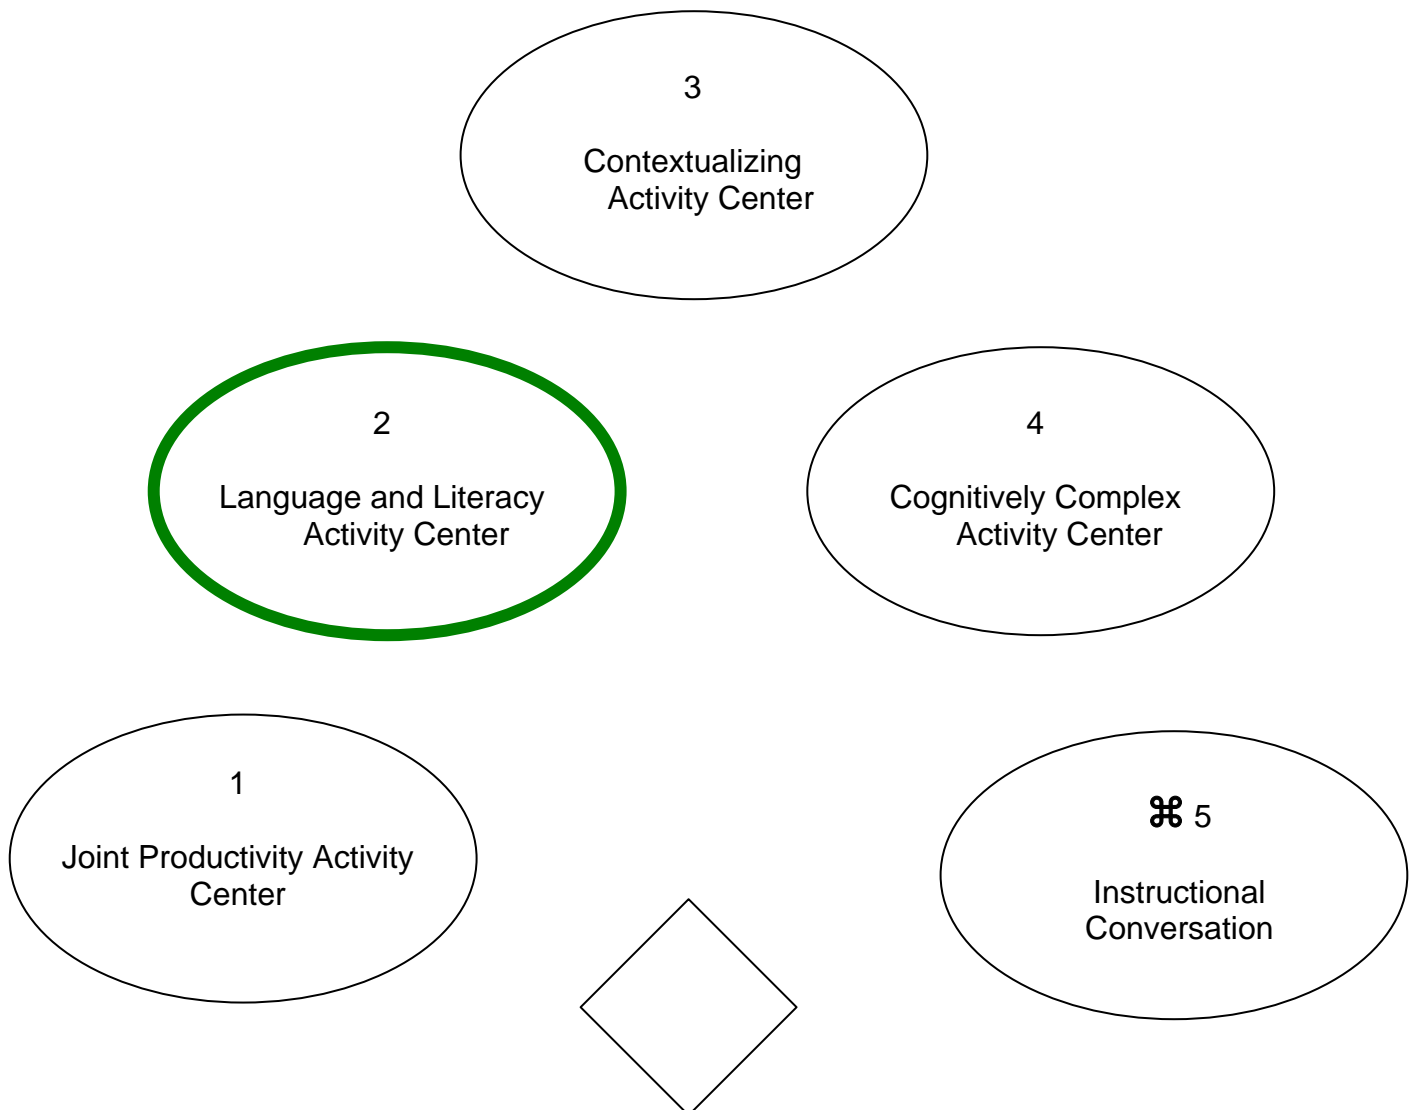 3
Contextualizing
Activity Center
2
Language and Literacy
Activity Center
4
Cognitively Complex
Activity Center
1
Joint Productivity Activity
Center
⌘ 5
Instructional
Conversation